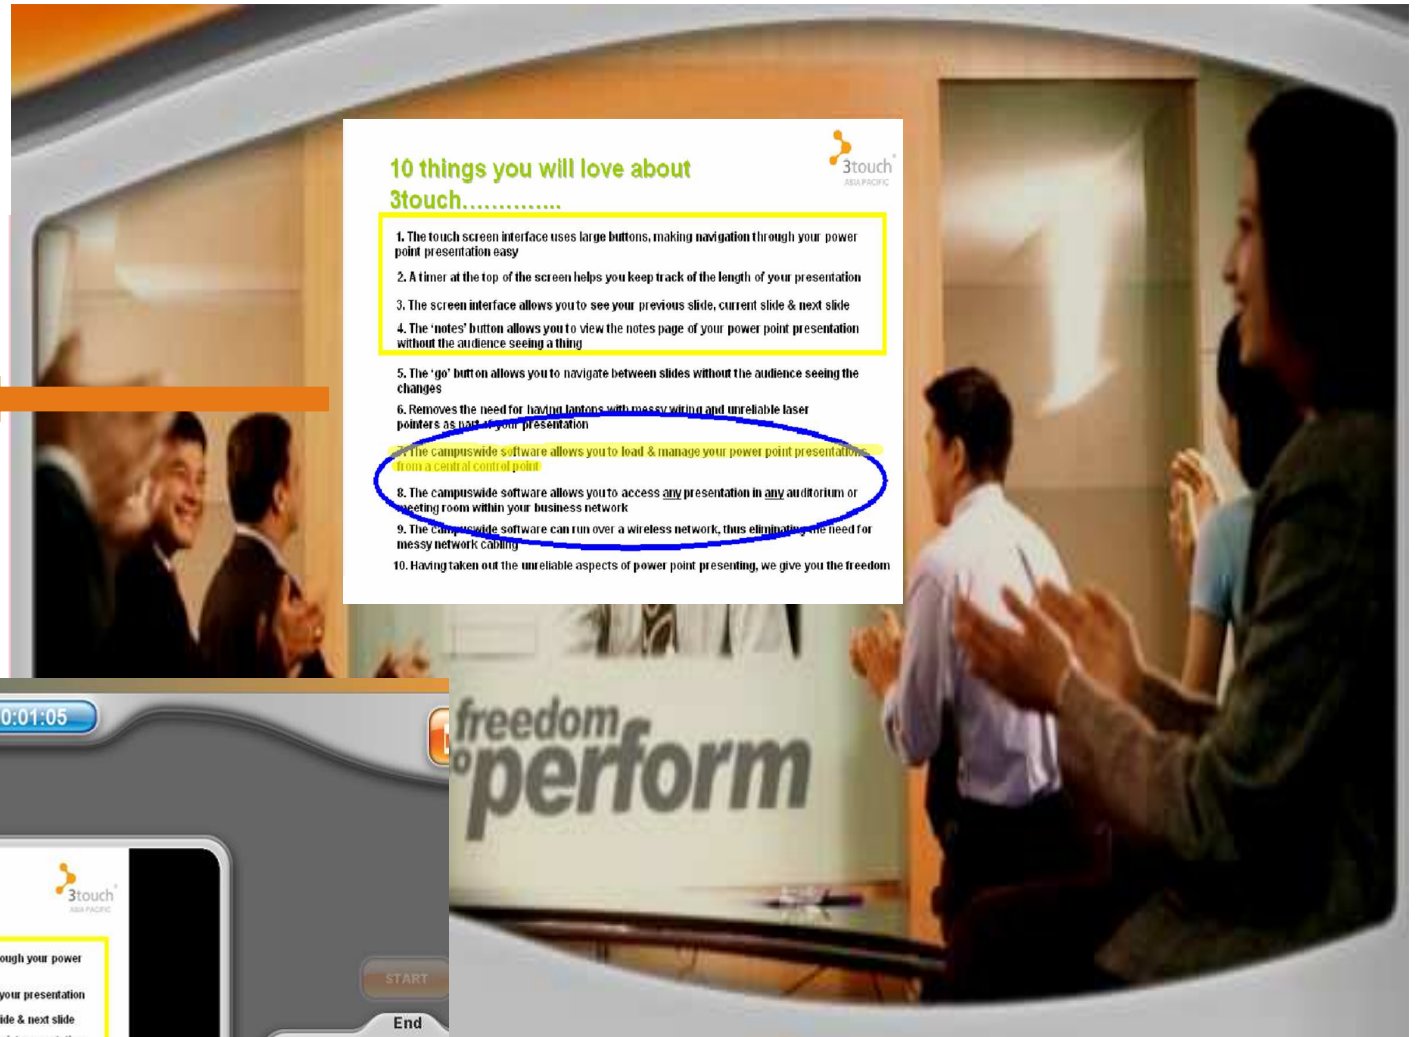 10 things you will love about
3touch..............
3touch
ASIA PACIFIC
1. The touch screen interface uses large buttons, making navigation through your power
point presentation easy
2. A timer at the top of the screen helps you keep track of the length of your presentation
3. The screen interface allows you to see your previous slide, current slide & next slide
4. The ‘notes’ button allows you to view the notes page of your power point presentation
without the audience seeing a thing
5. The ‘go’ button allows you to navigate between slides without the audience seeing the
changes
6. Removes the need for having laptops with messy wiring and unreliable laser
pointers as part of your presentation
7. The campuswide software allows you to load & manage your power point presentations
from a central control point
8. The campuswide software allows you to access any presentation in any auditorium or
meeting room within your business network
9. The campuswide software can run over a wireless network, thus eliminating the need for
messy network cabling
10. Having taken out the unreliable aspects of power point presenting, we give you the freedom
freedom
perform
0:01:05
3touch
ASIA PACIFIC
ough your power
your presentation
ide & next slide
START
End